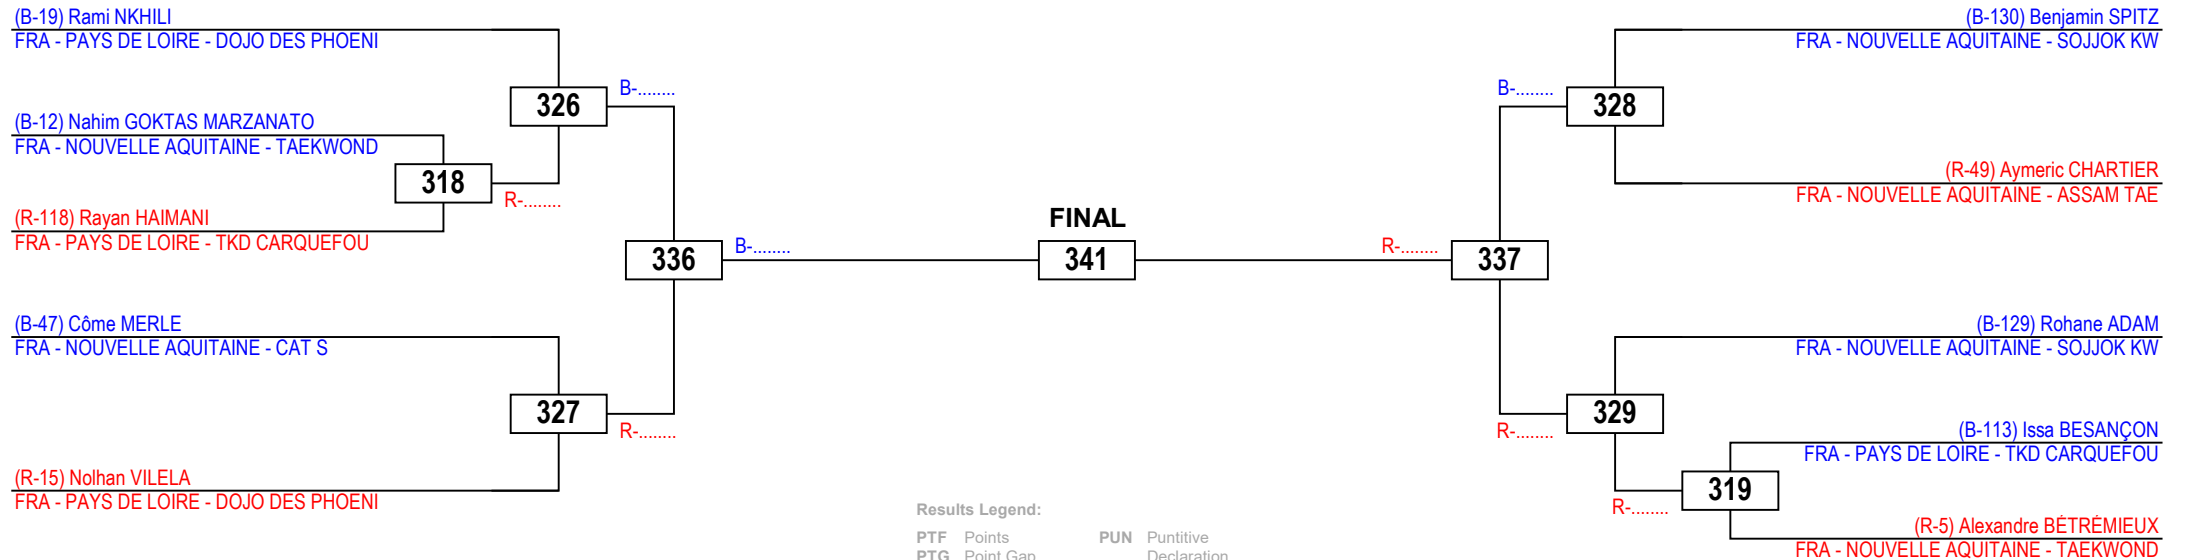 (B-19) Rami NKHILI
FRA - PAYS DE LOIRE - DOJO DES PHOENI
326
B-........
(B-12) Nahim GOKTAS MARZANATO
FRA - NOUVELLE AQUITAINE - TAEKWOND
318
R-........
(R-118) Rayan HAIMANI
FRA - PAYS DE LOIRE - TKD CARQUEFOU
336
B-........
(B-47) Côme MERLE
FRA - NOUVELLE AQUITAINE - CAT S
327
R-........
(R-15) Nolhan VILELA
FRA - PAYS DE LOIRE - DOJO DES PHOENI
FINAL
341
(B-130) Benjamin SPITZ
FRA - NOUVELLE AQUITAINE - SOJJOK KW
B-........
328
(R-49) Aymeric CHARTIER
FRA - NOUVELLE AQUITAINE - ASSAM TAE
R-........
337
(B-129) Rohane ADAM
FRA - NOUVELLE AQUITAINE - SOJJOK KW
329
R-........
(B-113) Issa BESANÇON
FRA - PAYS DE LOIRE - TKD CARQUEFOU
319
R-........
(R-5) Alexandre BÉTRÉMIEUX
FRA - NOUVELLE AQUITAINE - TAEKWOND
Results Legend:
PTF Points PUN Puntitive
PTG Point Gap Declaration